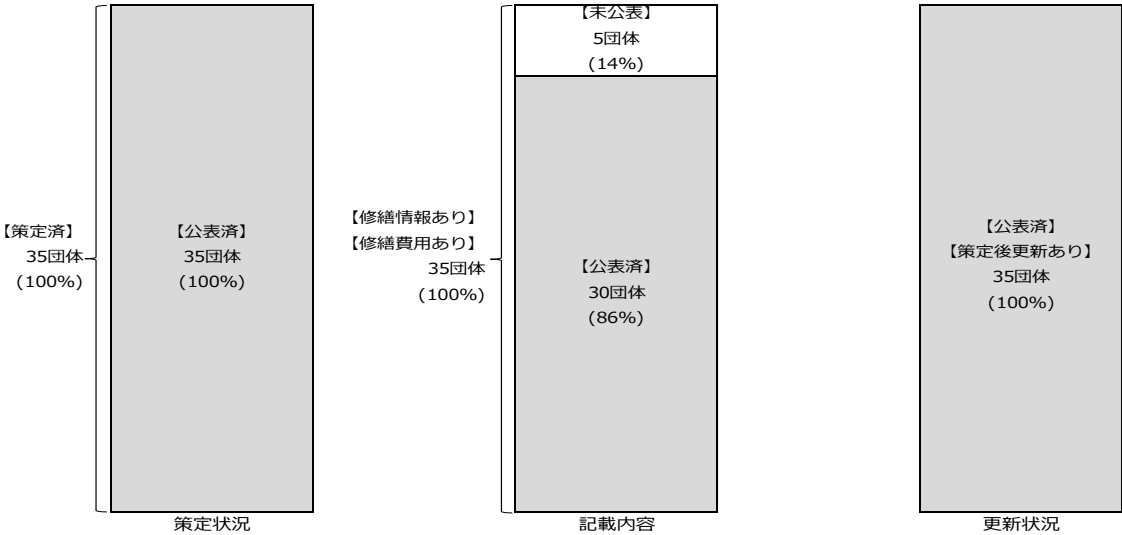 【策定済】
35団体
(100%)
【公表済】
35団体
(100%)
策定状況
【修繕情報あり】
【修繕費用あり】
35団体
(100%)
【未公表】
5団体
(14%)
【公表済】
30団体
(86%)
記載内容
【公表済】
【策定後更新あり】
35団体
(100%)
更新状況